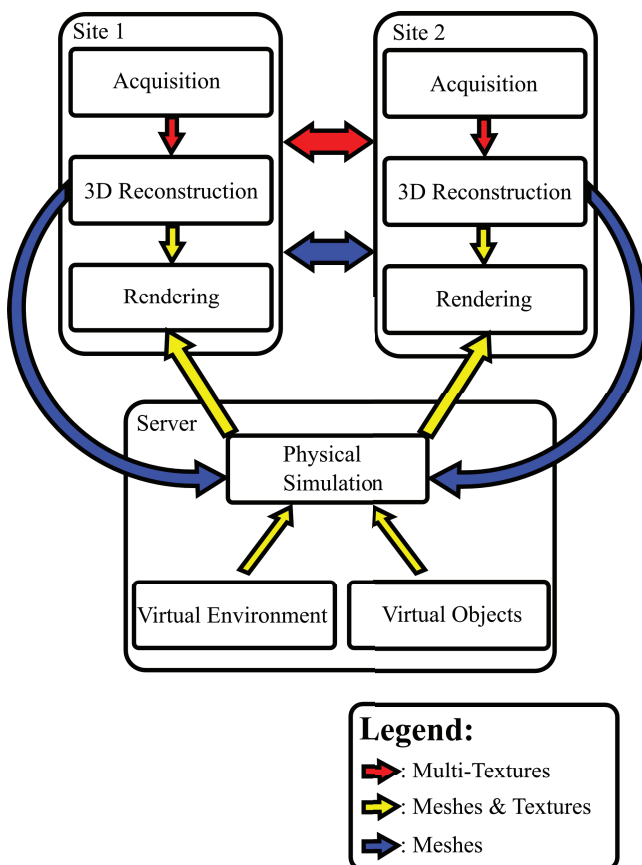 Site 1
Acquisition
3D Reconstruction
Rendering
Site 2
Acquisition
3D Reconstruction
Rendering
Server
Physical
Simulation
Virtual Environment
Virtual Objects
Legend:
: Multi-Textures
: Meshes & Textures
: Meshes